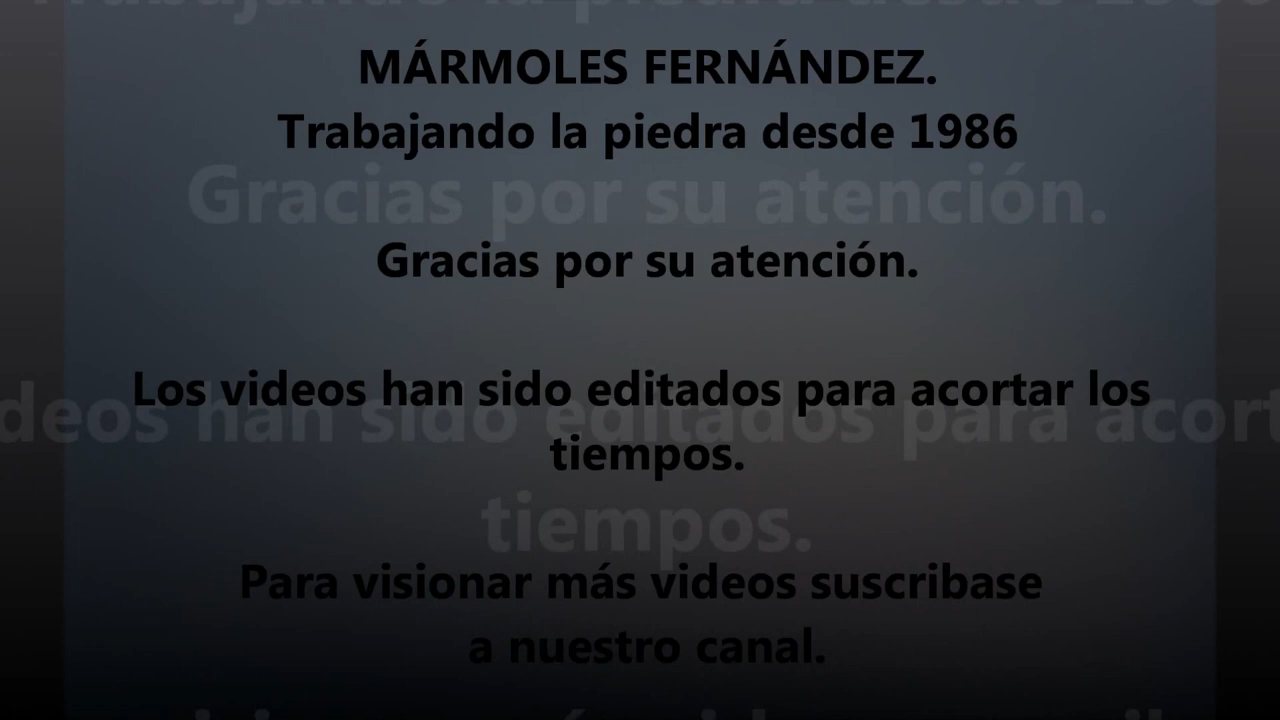 MÁRMOLES FERNÁNDEZ.
Trabajando la piedra desde 1986
Gracias por su atención.
Los videos han sido editados para acortar los
tiempos.
Para visionar más videos suscribase
a nuestro canal.